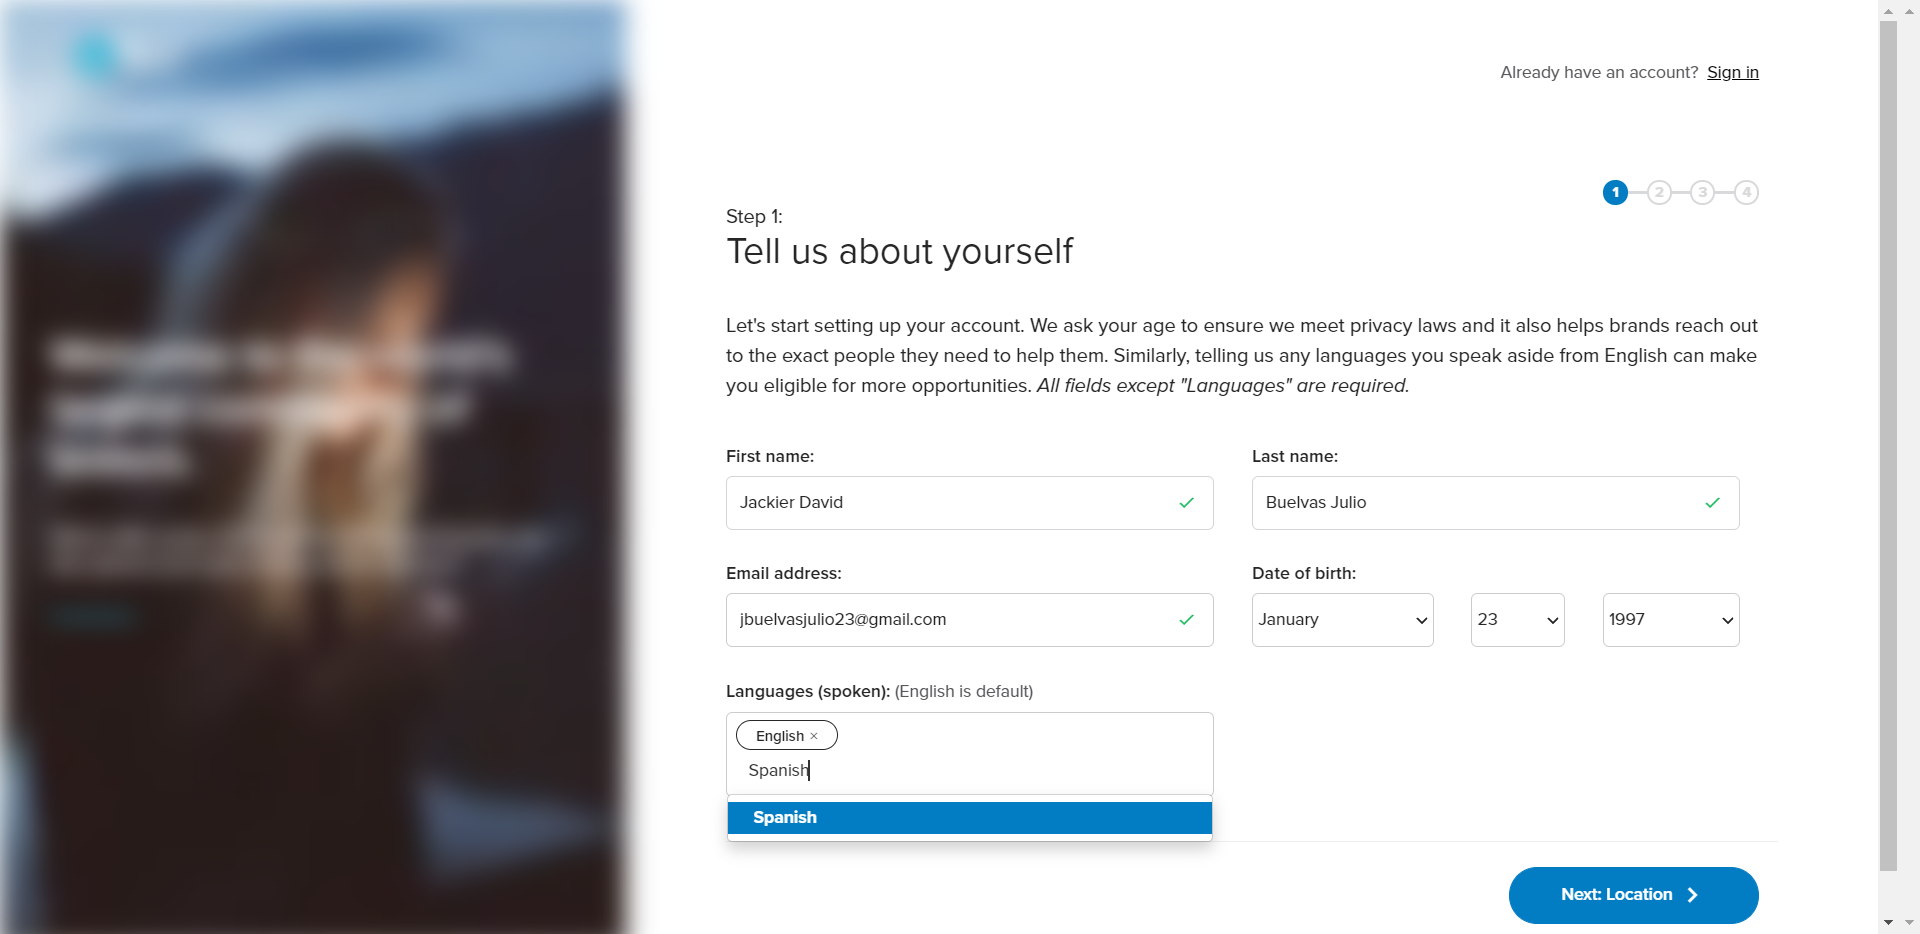 Already have an account? Sign in
1 2 3 4
Step 1:
Tell us about yourself
Let's start setting up your account. We ask your age to ensure we meet privacy laws and it also helps brands reach out
to the exact people they need to help them. Similarly, telling us any languages you speak aside from English can make
you eligible for more opportunities. All fields except "Languages" are required.
First name:
Last name:
Jackier David
Buelvas Julio
Email address:
Date of birth:
jbuelvasjulio23@gmail.com
January
23
1997
Languages (spoken): (English is default)
English ×
Spanish
Spanish
Next: Location